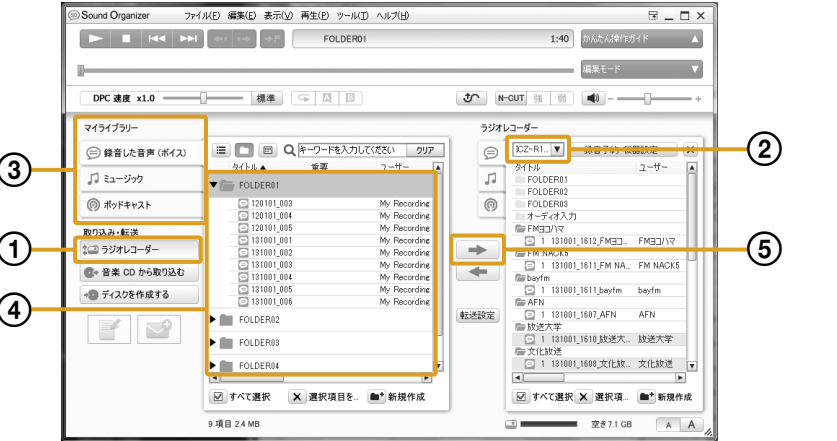 Sound Organizer ファイル(F) 編集(E) 表示(V) 再生(P) ツール(T) ヘルプ(H)
FOLDER01 1:40 かんたん操作ガイド
編集モード
DPC 速度 x1.0 標準 A B N-CUT 強 弱 - +
マイライブラリー
録音した音声 (ボイス)
ミュージック
ポッドキャスト
取り込み・転送
ラジオレコーダー
音楽 CD から取り込む
ディスクを作成する
キーワードを入力してください クリア
タイトル 重要 ユーザー
FOLDER01
120101_003 My Recording
120101_004 My Recording
120101_005 My Recording
131001_001 My Recording
131001_002 My Recording
131001_003 My Recording
131001_004 My Recording
131001_005 My Recording
131001_006 My Recording
FOLDER02
FOLDER03
FOLDER04
すべて選択 選択項目を... 新規作成
9 項目 2.4 MB
転送設定
ラジオレコーダー
ICZ-R1...
タイトル ユーザー
FOLDER01
FOLDER02
FOLDER03
オーディオ入力
FMヨコハマ
1 131001_1612_FMヨコ... FMヨコハマ
FM NACK5
1 131001_1611_FM NA... FM NACK5
bayfm
1 131001_1611_bayfm bayfm
AFN
1 131001_1607_AFN AFN
放送大学
1 131001_1610_放送大... 放送大学
文化放送
1 131001_1608_文化放... 文化放送
すべて選択 選択項... 新規作成
空き 7.1 GB A A
3
1
4
2
5